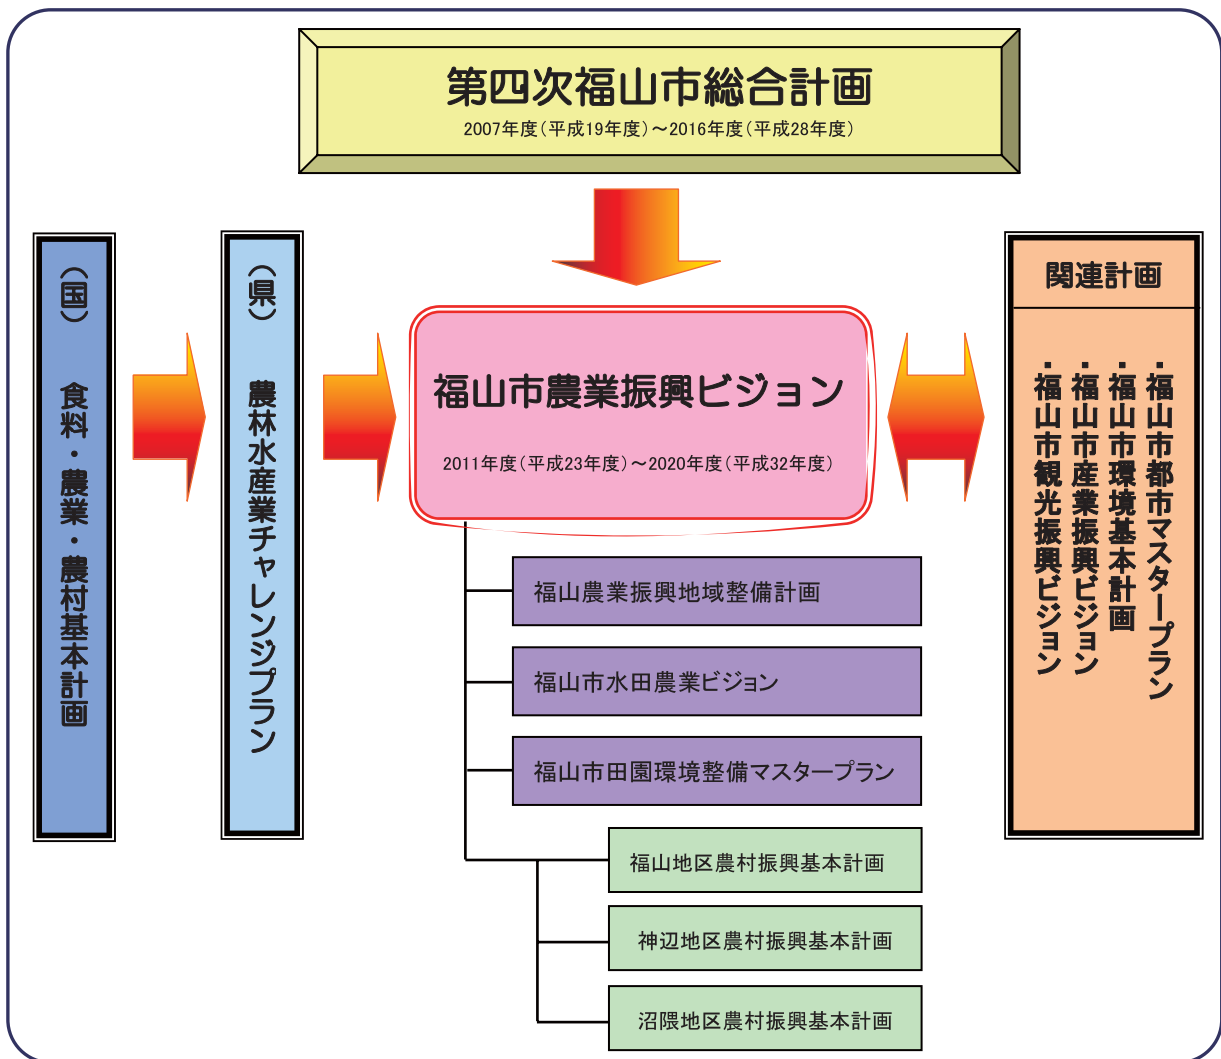 第四次福山市総合計画
2007年度(平成19年度)～2016年度(平成28年度)
(国) 食料・農業・農村基本計画
(県) 農林水産業チャレンジプラン
福山市農業振興ビジョン
2011年度(平成23年度)～2020年度(平成32年度)
関連計画
・福山市都市マスタープラン
・福山市環境基本計画
・福山市産業振興ビジョン
・福山市観光振興ビジョン
福山農業振興地域整備計画
福山市水田農業ビジョン
福山市田園環境整備マスタープラン
福山地区農村振興基本計画
神辺地区農村振興基本計画
沼隈地区農村振興基本計画